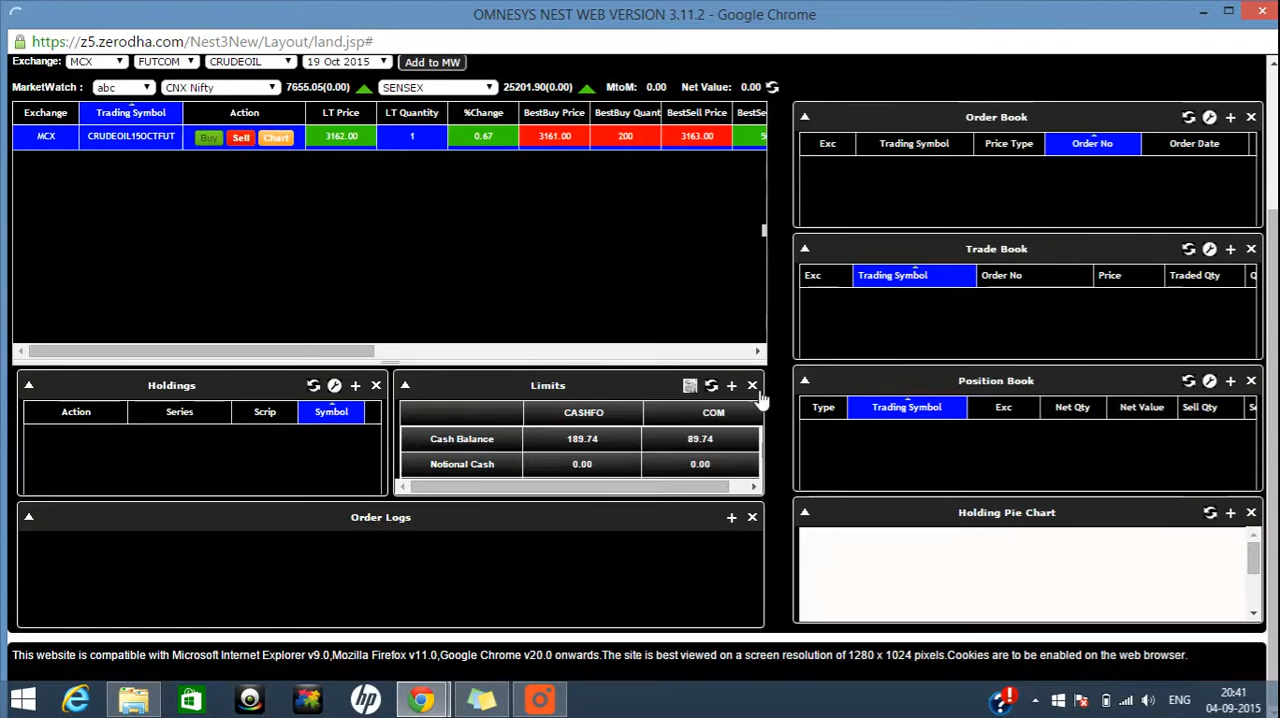 OMNESYS NEST WEB VERSION 3.11.2 - Google Chrome
https://z5.zerodha.com/Nest3New/Layout/land.jsp#
Exchange: MCX FUTCOM CRUDEOIL 19 Oct 2015 Add to MW
MarketWatch : abc CNX Nifty 7655.05(0.00) SENSEX 25201.90(0.00) MtoM: 0.00 Net Value: 0.00
Exchange Trading Symbol Action LT Price LT Quantity %Change BestBuy Price BestBuy Quant BestSell Price BestSe
MCX CRUDEOIL15OCTFUT Buy Sell Chart 3162.00 1 0.67 3161.00 200 3163.00
Order Book
Exc Trading Symbol Price Type Order No Order Date
Trade Book
Exc Trading Symbol Order No Price Traded Qty
Holdings
Action Series Scrip Symbol
Limits
CASHFO COM
Cash Balance 189.74 89.74
Notional Cash 0.00 0.00
Position Book
Type Trading Symbol Exc Net Qty Net Value Sell Qty
Order Logs
Holding Pie Chart
This website is compatible with Microsoft Internet Explorer v9.0,Mozilla Firefox v11.0,Google Chrome v20.0 onwards.The site is best viewed on a screen resolution of 1280 x 1024 pixels.Cookies are to be enabled on the web browser.
hp
ENG
20:41
04-09-2015